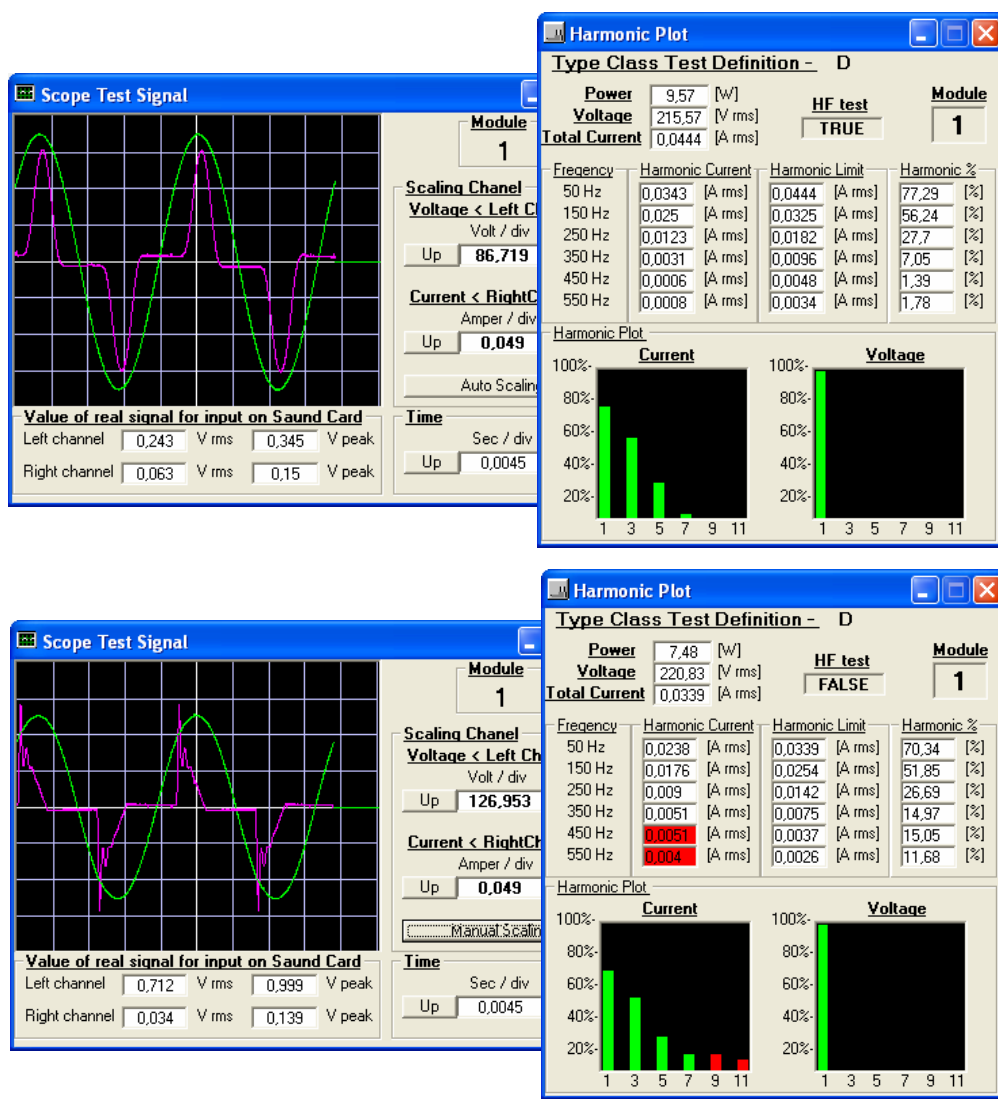 Harmonic Plot
Type Class Test Definition - D
Power 9,57 [W]
Voltage 215,57 [V rms]
Total Current 0,0444 [A rms]
HF test
TRUE
Module
1
Freqency Harmonic Current Harmonic Limit Harmonic %
50 Hz 0,0343 [A rms] 0,0444 [A rms] 77,29 [%]
150 Hz 0,025 [A rms] 0,0325 [A rms] 56,24 [%]
250 Hz 0,0123 [A rms] 0,0182 [A rms] 27,7 [%]
350 Hz 0,0031 [A rms] 0,0096 [A rms] 7,05 [%]
450 Hz 0,0006 [A rms] 0,0048 [A rms] 1,39 [%]
550 Hz 0,0008 [A rms] 0,0034 [A rms] 1,78 [%]
Harmonic Plot
Current Voltage
100%- 100%-
80%- 80%-
60%- 60%-
40%- 40%-
20%- 20%-
1 3 5 7 9 11 1 3 5 7 9 11
Scope Test Signal
Module
1
Scaling Chanel
Voltage < Left Cl
Volt / div
Up 86,719
Current < RightC
Amper / div
Up 0,049
Auto Scaling
Value of real signal for input on Saund Card
Left channel 0,243 V rms 0,345 V peak
Right channel 0,063 V rms 0,15 V peak
Time
Sec / div
Up 0,0045
Harmonic Plot
Type Class Test Definition - D
Power 7,48 [W]
Voltage 220,83 [V rms]
Total Current 0,0339 [A rms]
HF test
FALSE
Module
1
Freqency Harmonic Current Harmonic Limit Harmonic %
50 Hz 0,0238 [A rms] 0,0339 [A rms] 70,34 [%]
150 Hz 0,0176 [A rms] 0,0254 [A rms] 51,85 [%]
250 Hz 0,009 [A rms] 0,0142 [A rms] 26,69 [%]
350 Hz 0,0051 [A rms] 0,0075 [A rms] 14,97 [%]
450 Hz 0,0051 [A rms] 0,0037 [A rms] 15,05 [%]
550 Hz 0,004 [A rms] 0,0026 [A rms] 11,68 [%]
Harmonic Plot
Current Voltage
100%- 100%-
80%- 80%-
60%- 60%-
40%- 40%-
20%- 20%-
1 3 5 7 9 11 1 3 5 7 9 11
Scope Test Signal
Module
1
Scaling Chanel
Voltage < Left Ch
Volt / div
Up 126,953
Current < RightCh
Amper / div
Up 0,049
Manual Scalin
Value of real signal for input on Saund Card
Left channel 0,712 V rms 0,999 V peak
Right channel 0,034 V rms 0,139 V peak
Time
Sec / div
Up 0,0045